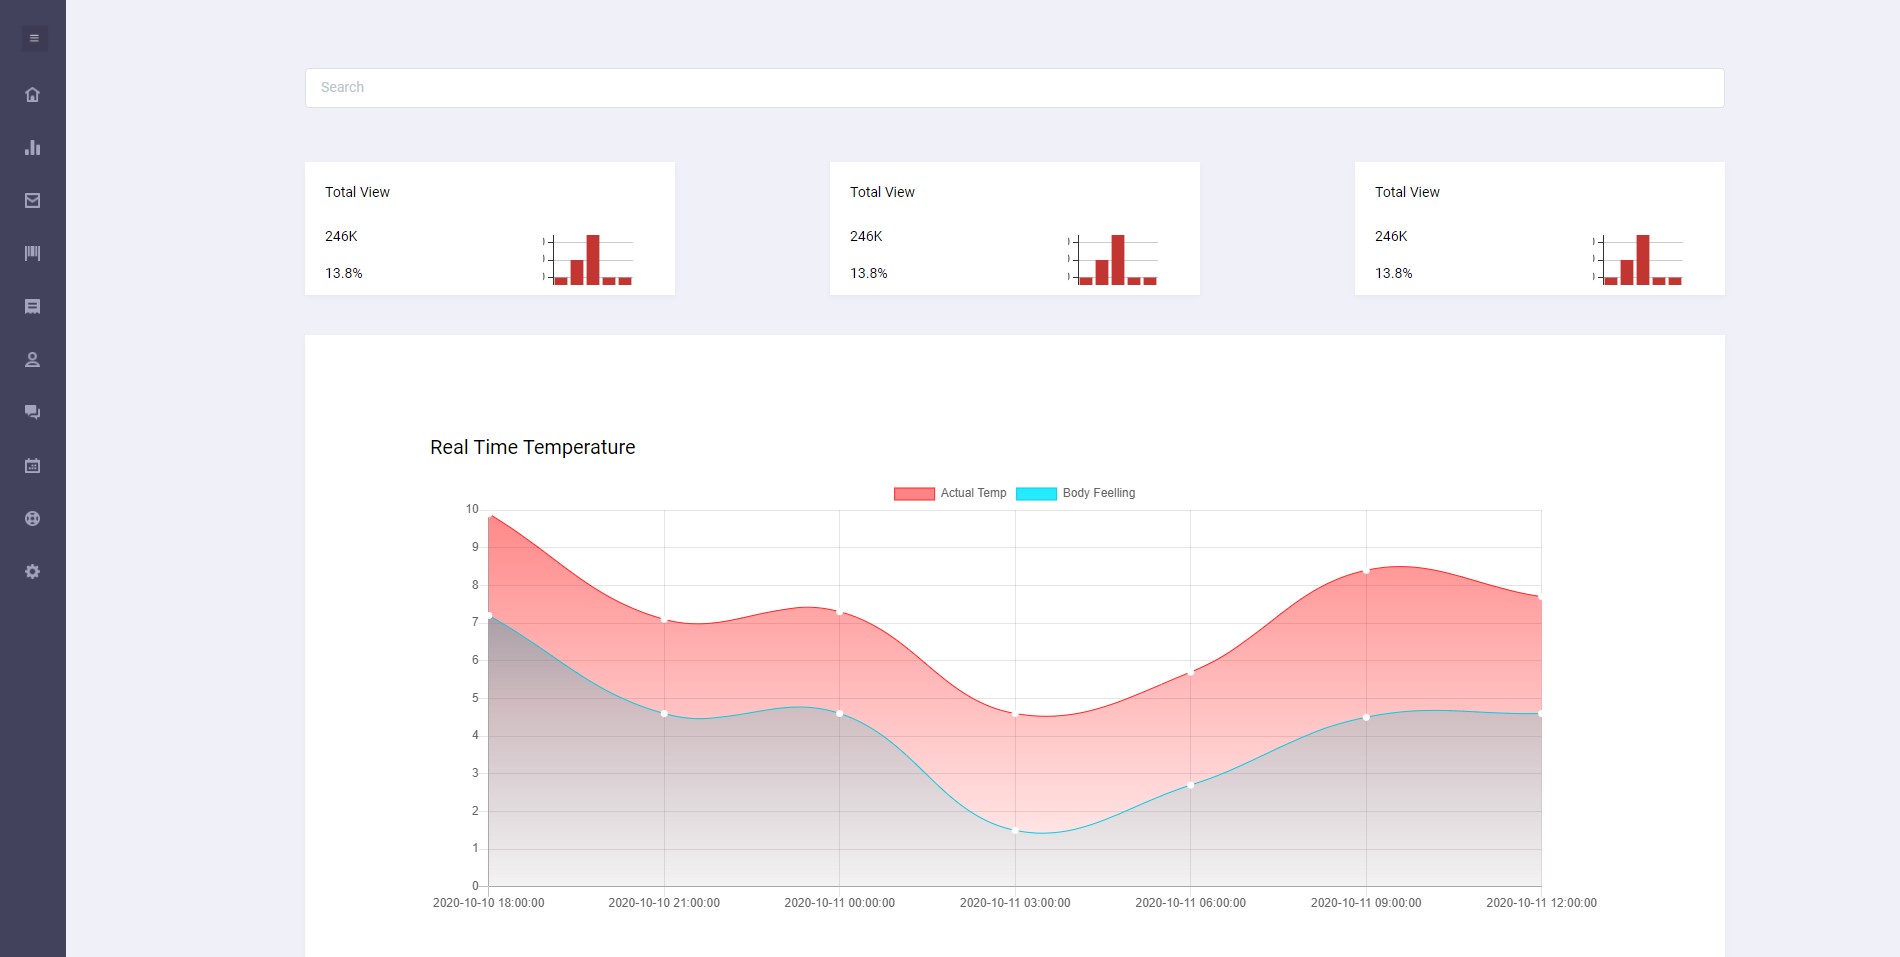 Search
Total View
246K
13.8%
Total View
246K
13.8%
Total View
246K
13.8%
Real Time Temperature
Actual Temp Body Feelling
10
9
8
7
6
5
4
3
2
1
0
2020-10-10 18:00:00 2020-10-10 21:00:00 2020-10-11 00:00:00 2020-10-11 03:00:00 2020-10-11 06:00:00 2020-10-11 09:00:00 2020-10-11 12:00:00